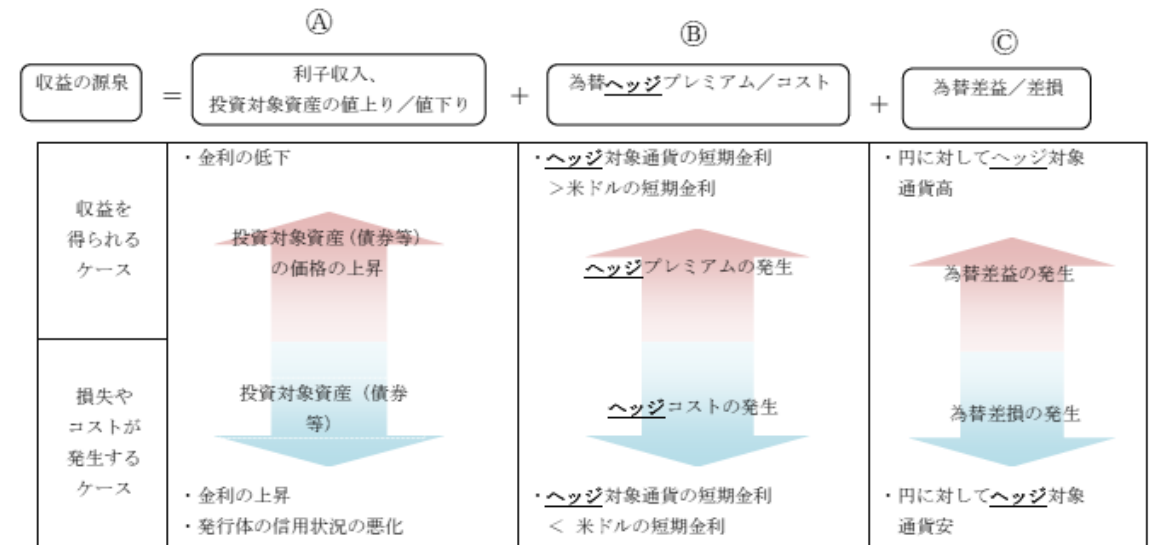 Ⓐ
Ⓑ
Ⓒ
収益の源泉
=
利子収入、
投資対象資産の値上り／値下り
+
為替ヘッジプレミアム／コスト
+
為替差益／差損
収益を
得られる
ケース
・金利の低下
投資対象資産（債券等）
の価格の上昇
・ヘッジ対象通貨の短期金利
＞米ドルの短期金利
ヘッジプレミアムの発生
・円に対してヘッジ対象
通貨高
為替差益の発生
損失や
コストが
発生する
ケース
投資対象資産（債券
等）
・金利の上昇
・発行体の信用状況の悪化
ヘッジコストの発生
・ヘッジ対象通貨の短期金利
＜ 米ドルの短期金利
為替差損の発生
・円に対してヘッジ対象
通貨安